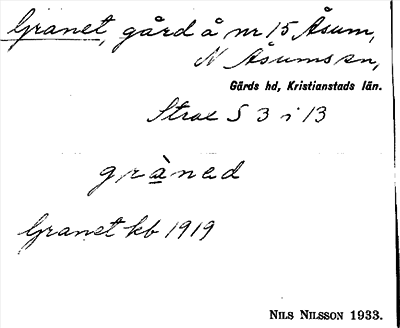 Granet, gård å nr 15 Åsum,
N Åsums sn,
Gärds hd, Kristianstads län.
Strae S 3 i 13
gràned
Granet kb 1919
NILS NILSSON 1933.